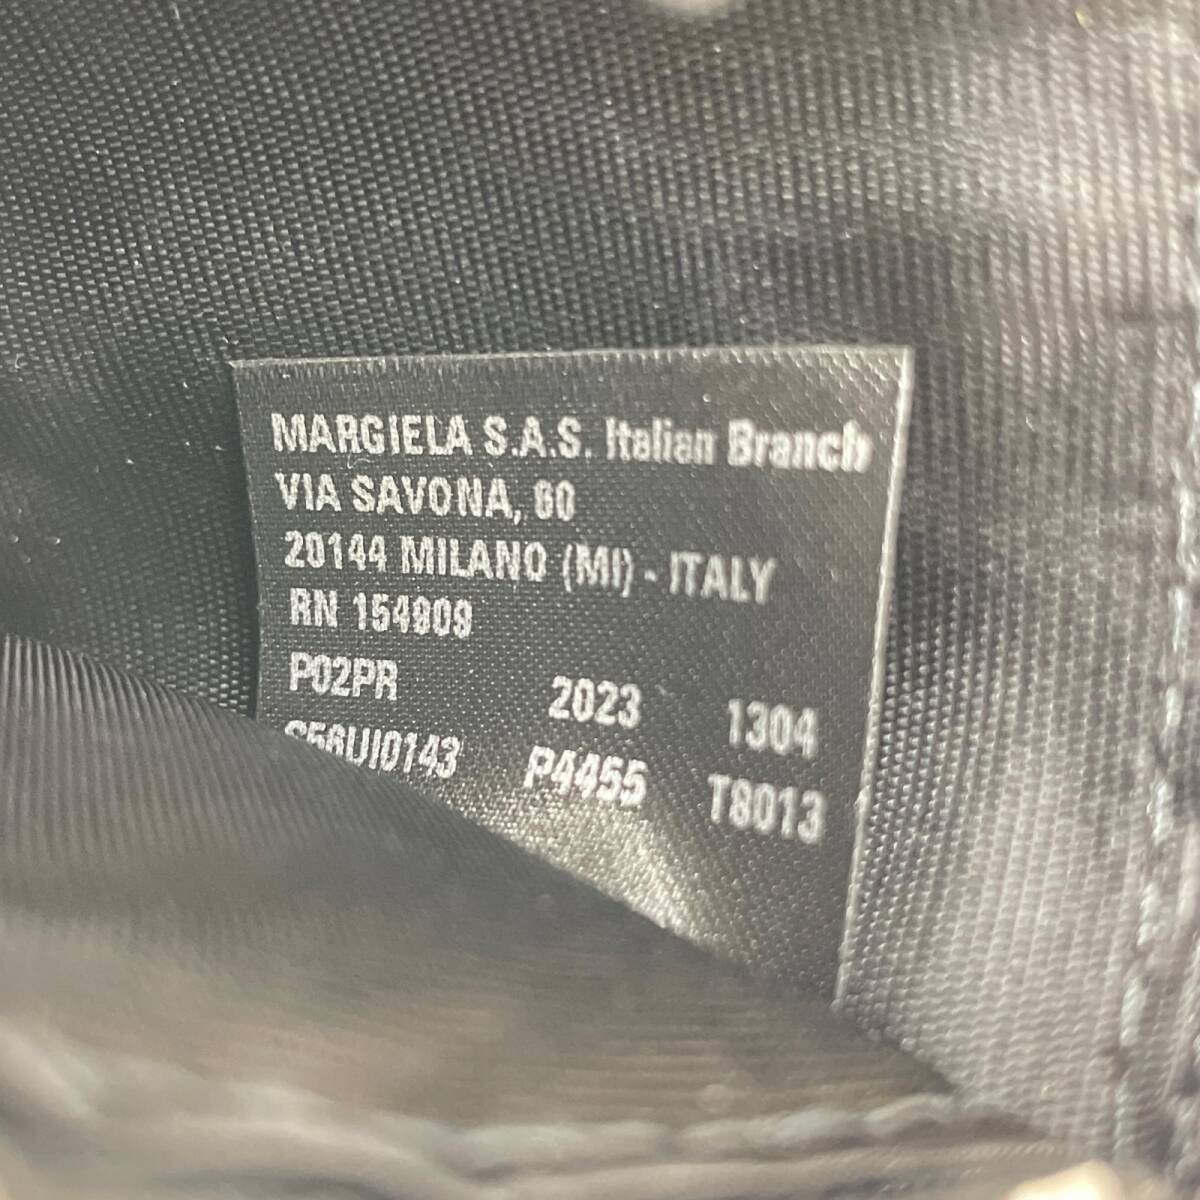 MARGIELA S.A.S. Italian Branch
VIA SAVONA, 60
20144 MILANO (MI) - ITALY
RN 154909
P02PR 2023 1304
S56UI0143 P4455 T8013